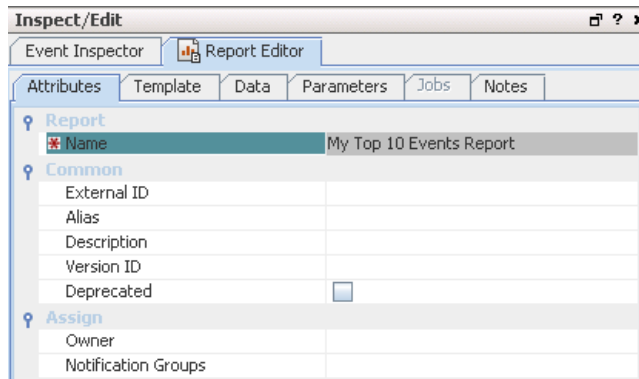 Inspect/Edit
Event Inspector Report Editor
Attributes Template Data Parameters Jobs Notes
Report
Name My Top 10 Events Report
Common
External ID
Alias
Description
Version ID
Deprecated
Assign
Owner
Notification Groups